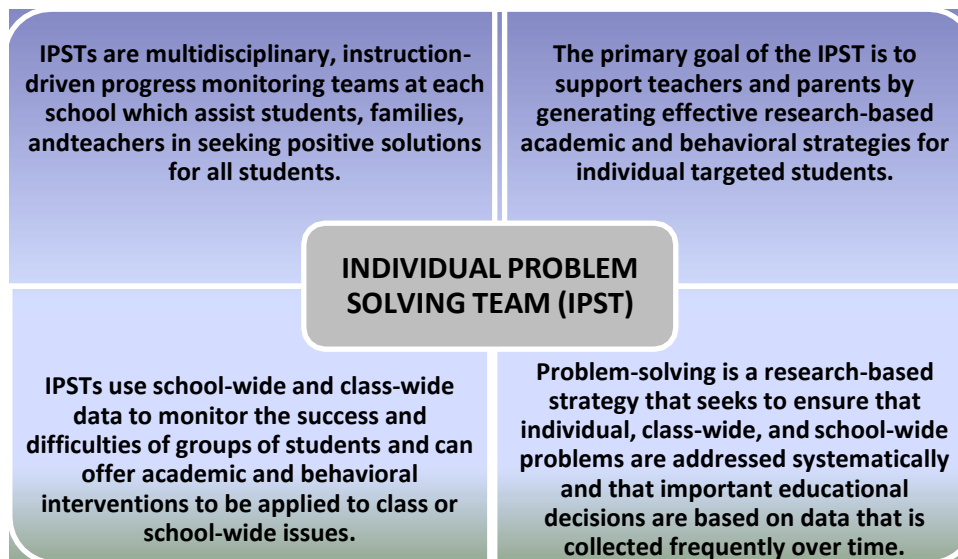 IPSTs are multidisciplinary, instruction-
driven progress monitoring teams at each
school which assist students, families,
andteachers in seeking positive solutions
for all students.
The primary goal of the IPST is to
support teachers and parents by
generating effective research-based
academic and behavioral strategies for
individual targeted students.
INDIVIDUAL PROBLEM
SOLVING TEAM (IPST)
IPSTs use school-wide and class-wide
data to monitor the success and
difficulties of groups of students and can
offer academic and behavioral
interventions to be applied to class or
school-wide issues.
Problem-solving is a research-based
strategy that seeks to ensure that
individual, class-wide, and school-wide
problems are addressed systematically
and that important educational
decisions are based on data that is
collected frequently over time.